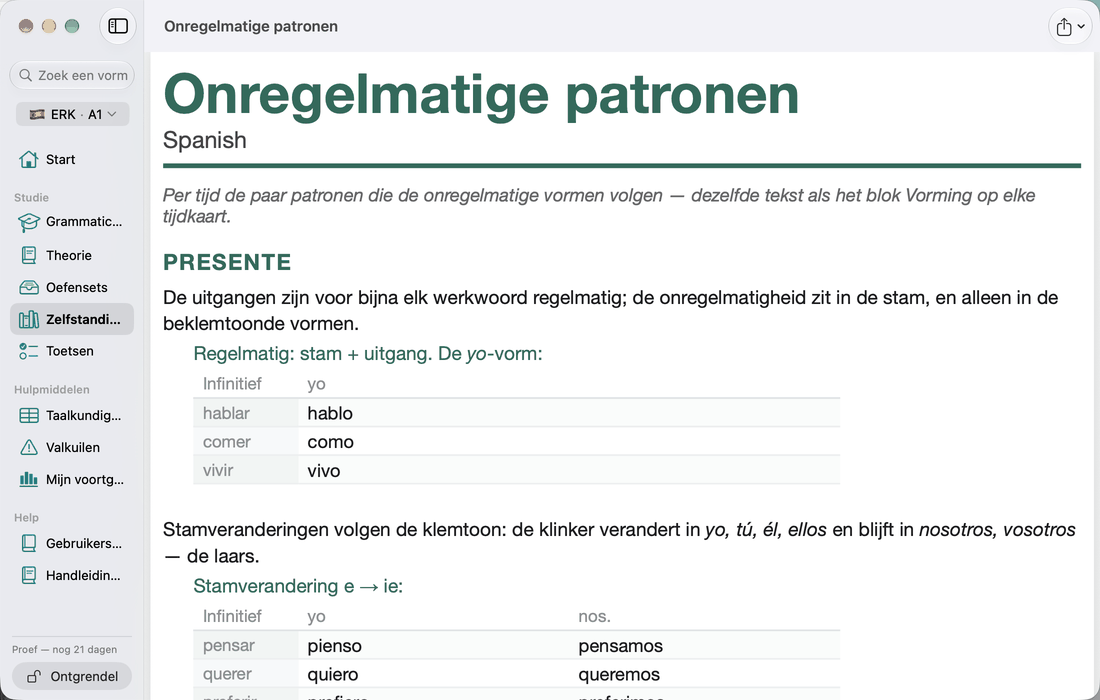 Onregelmatige patronen
Zoek een vorm
ERK · A1
Start
Studie
Grammatic...
Theorie
Oefensets
Zelfstandi...
Toetsen
Hulpmiddelen
Taalkundig...
Valkuilen
Mijn voortg...
Help
Gebruikers...
Handleidin...
Proef — nog 21 dagen
Ontgrendel
Onregelmatige patronen
Spanish
Per tijd de paar patronen die de onregelmatige vormen volgen — dezelfde tekst als het blok Vorming op elke
tijdkaart.
PRESENTE
De uitgangen zijn voor bijna elk werkwoord regelmatig; de onregelmatigheid zit in de stam, en alleen in de
beklemtoonde vormen.
Regelmatig: stam + uitgang. De yo-vorm:
Infinitief yo
hablar hablo
comer como
vivir vivo
Stamveranderingen volgen de klemtoon: de klinker verandert in yo, tú, él, ellos en blijft in nosotros, vosotros
— de laars.
Stamverandering e → ie:
Infinitief yo nos.
pensar pienso pensamos
querer quiero queremos
preferir prefiero preferimos